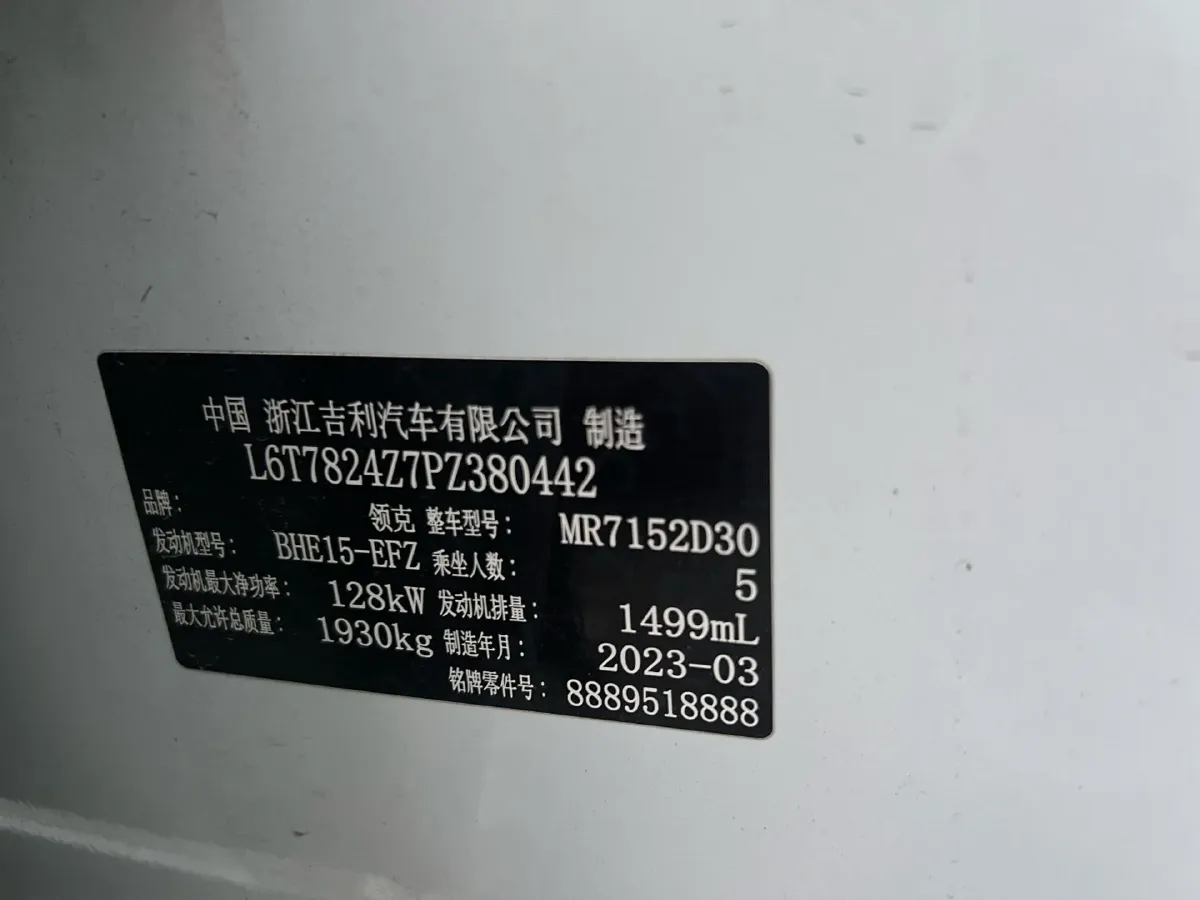 中国 浙江吉利汽车有限公司 制造
L6T7824Z7PZ380442
品牌: 领克 整车型号: MR7152D30
发动机型号: BHE15-EFZ 乘坐人数: 5
发动机最大净功率: 128kW 发动机排量: 1499mL
最大允许总质量: 1930kg 制造年月: 2023-03
铭牌零件号: 8889518888